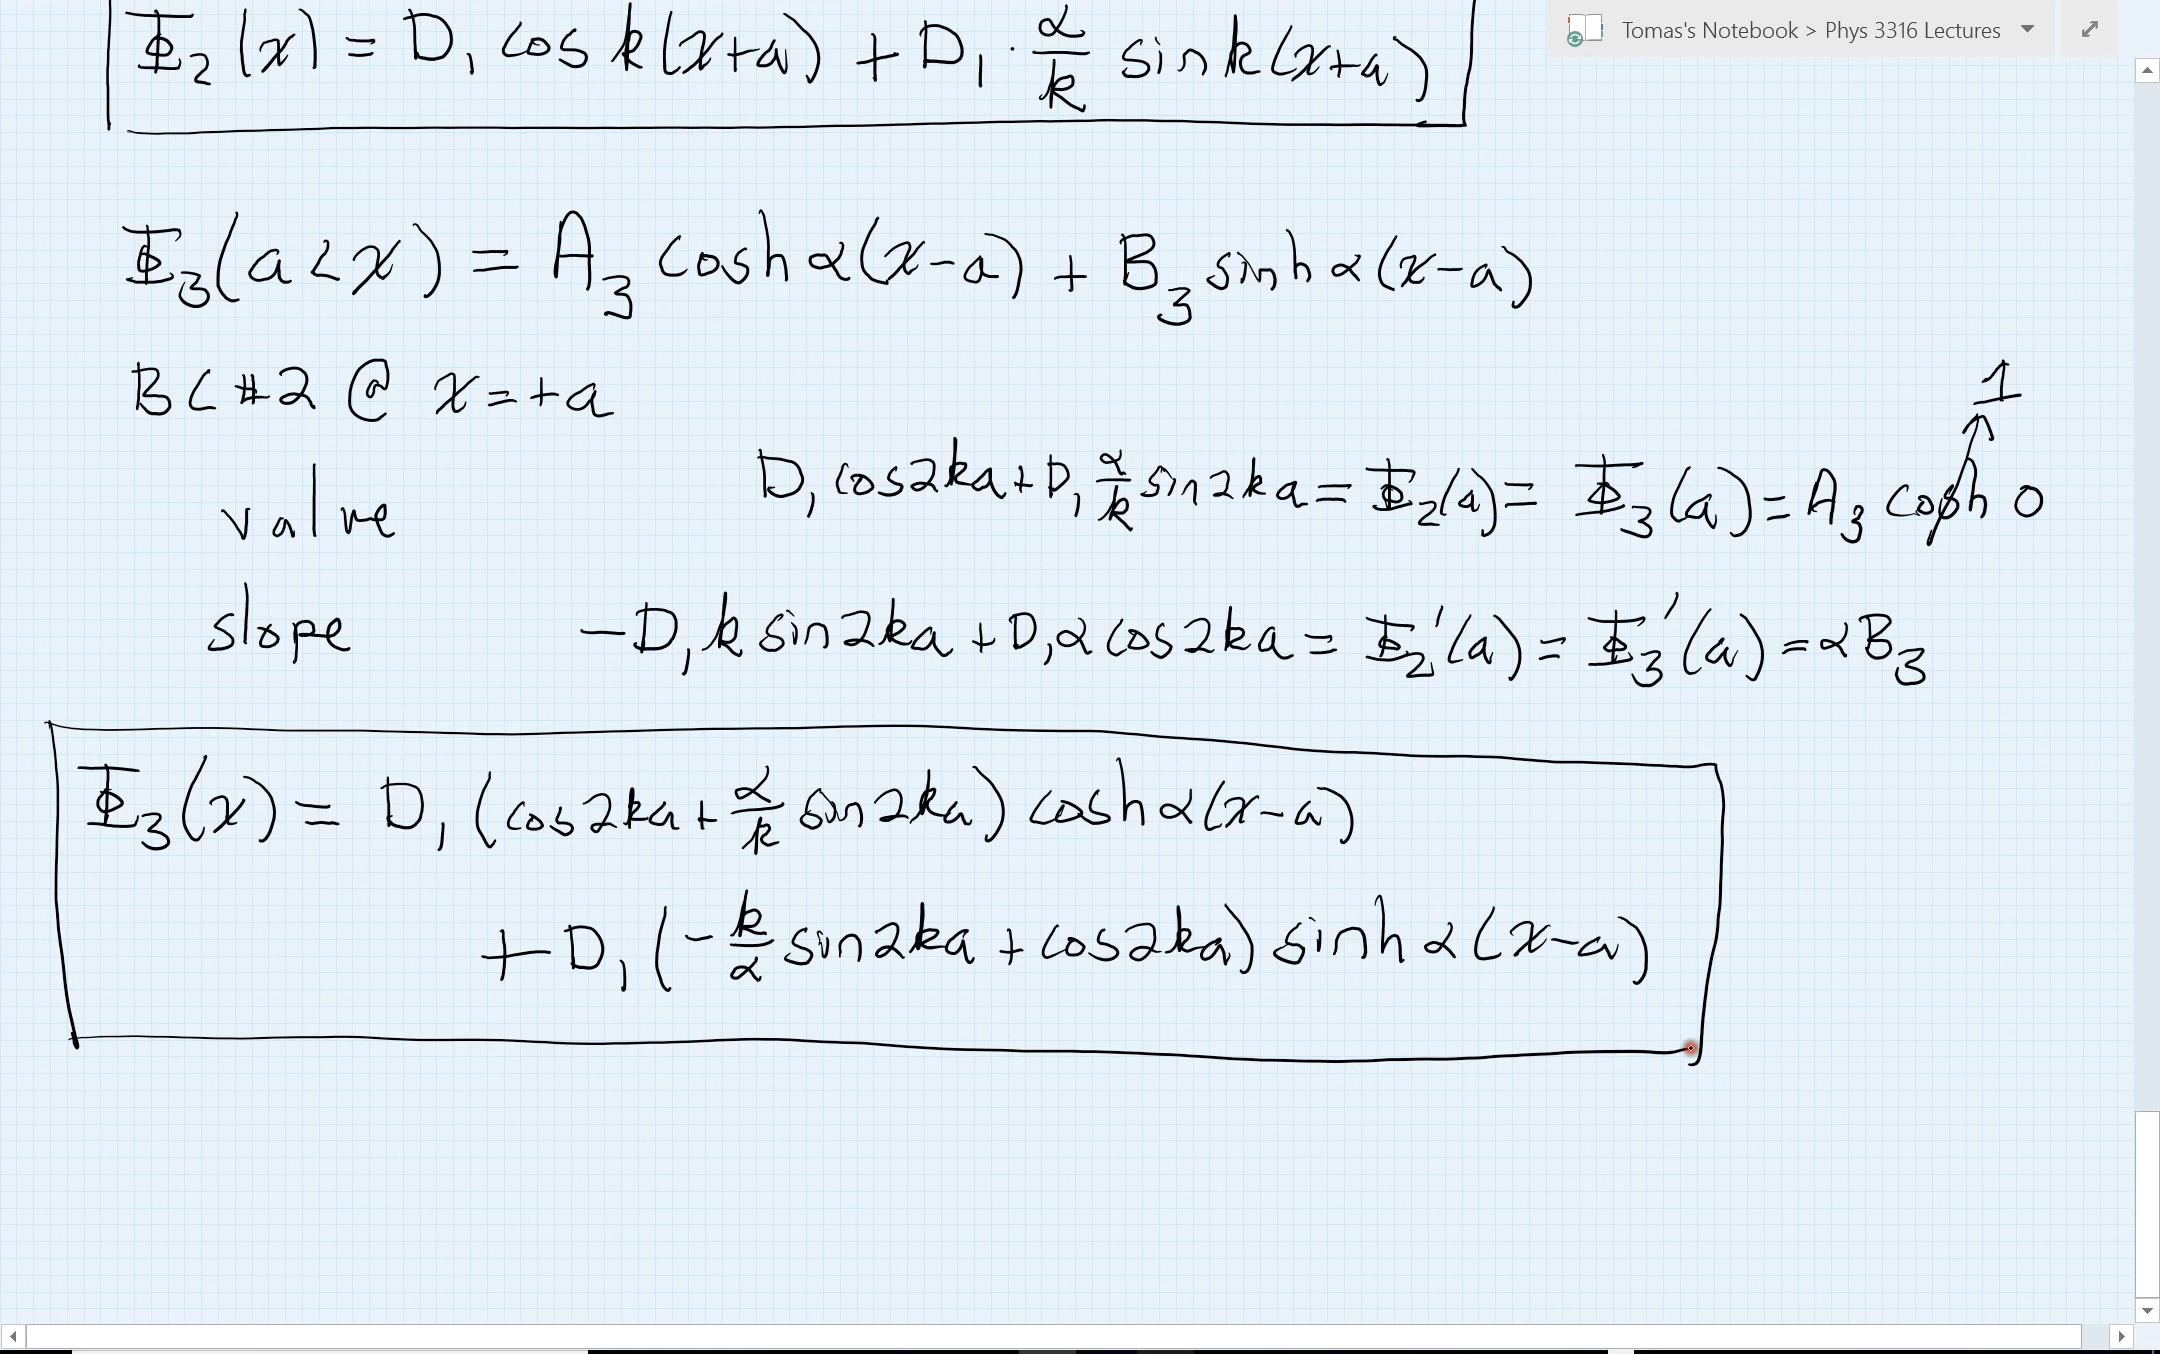 Tomas's Notebook > Phys 3316 Lectures
Φ₂(x) = D₁ cos k(x+a) + D₁ · α/k sin k(x+a)
Φ₃(a<x) = A₃ cosh α(x-a) + B₃ sinh α(x-a)
BC #2 @ x=+a
1
value D₁ cos2ka + D₁ α/k sin2ka = Φ₂(a) = Φ₃(a) = A₃ cosh 0
slope -D₁ k sin2ka + D₁ α cos2ka = Φ₂'(a) = Φ₃'(a) = αB₃
Φ₃(x) = D₁ (cos2ka + α/k sin2ka) cosh α(x-a)
+ D₁ (-k/α sin2ka + cos2ka) sinh α(x-a)